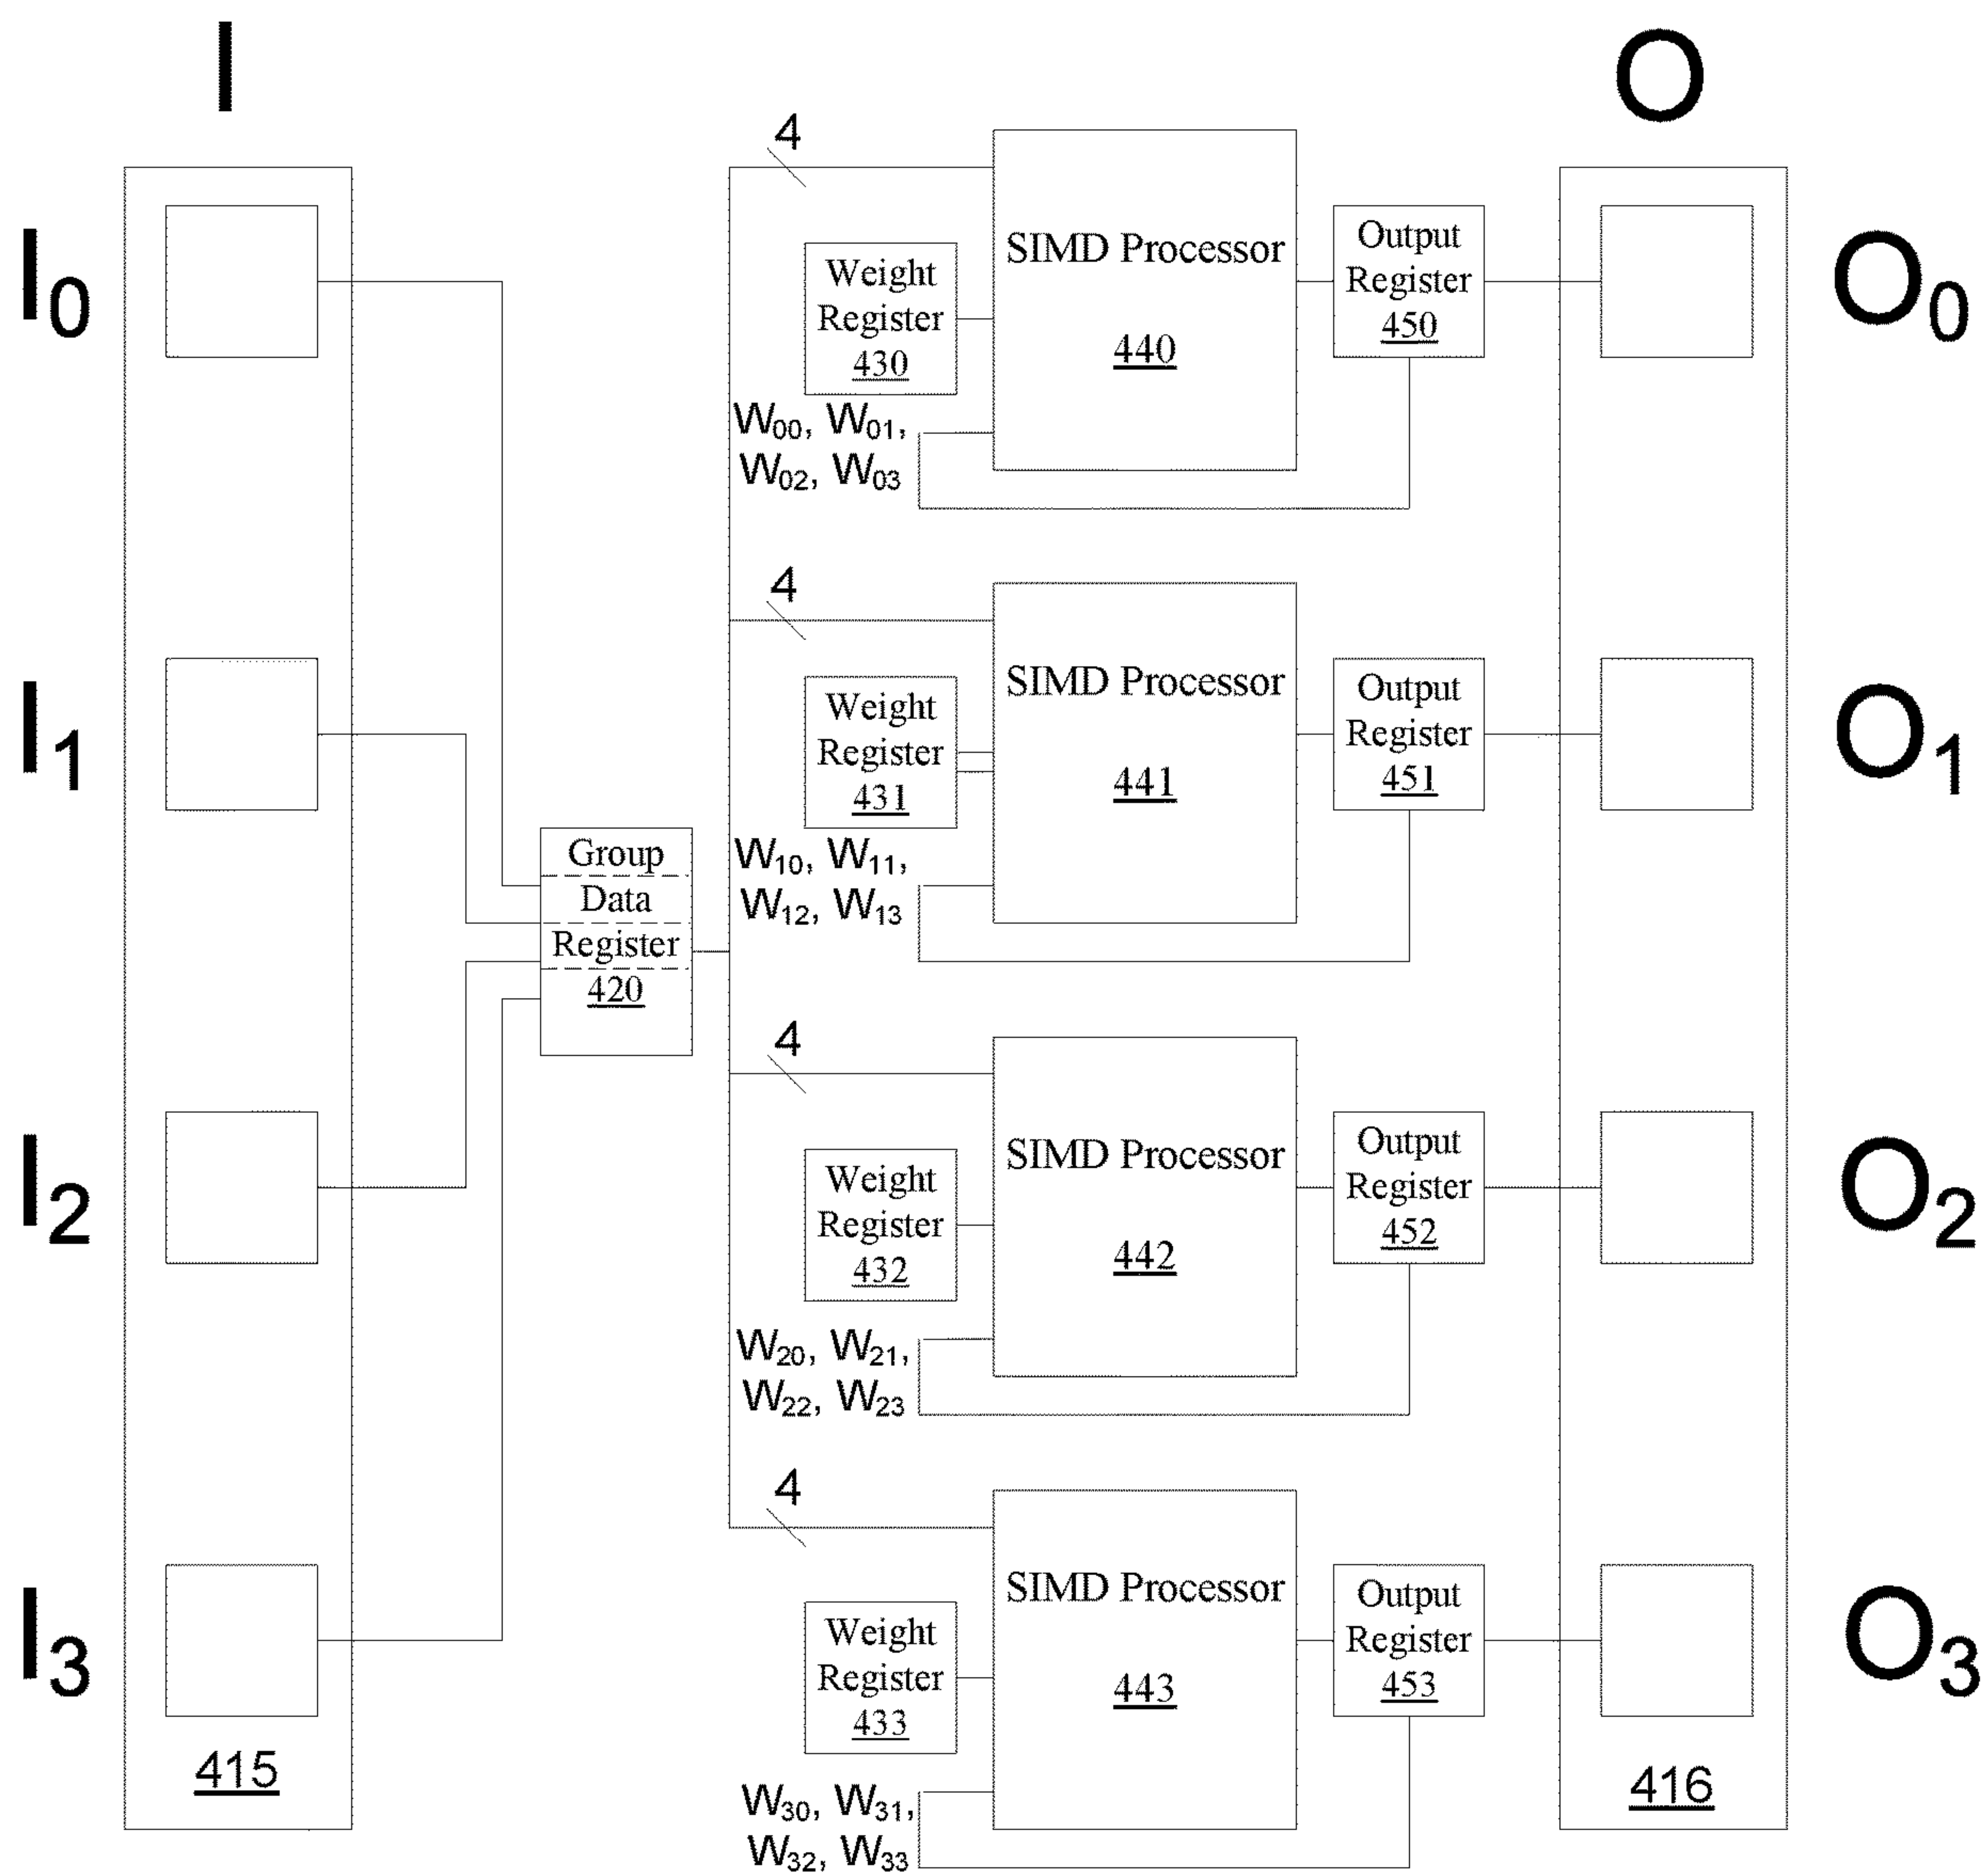 I
O
I0
I1
I2
I3
415
Group
Data
Register
420
4
SIMD Processor
440
Weight
Register
430
W00, W01,
W02, W03
Output
Register
450
4
SIMD Processor
441
Weight
Register
431
W10, W11,
W12, W13
Output
Register
451
4
SIMD Processor
442
Weight
Register
432
W20, W21,
W22, W23
Output
Register
452
4
SIMD Processor
443
Weight
Register
433
W30, W31,
W32, W33
Output
Register
453
O0
O1
O2
O3
416